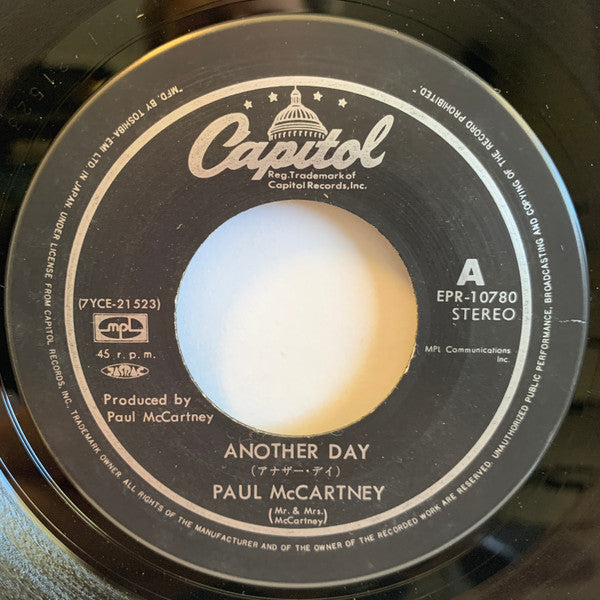 Capitol
Reg. Trademark of
Capitol Records, Inc.
A
(7YCE-21523)
EPR-10780
STEREO
mpl
45 r.p.m.
JASRAC
MPL Communications
Inc.
Produced by
Paul McCartney
ANOTHER DAY
(アナザー・デイ)
PAUL McCARTNEY
(Mr. & Mrs.
McCartney)
"MFD. BY TOSHIBA-EMI LTD. IN JAPAN UNDER LICENSE FROM CAPITOL RECORDS, INC. TRADEMARK OWNER ALL RIGHTS OF THE MANUFACTURER AND OF THE OWNER OF THE RECORDED WORK ARE RESERVED. UNAUTHORIZED PUBLIC PERFORMANCE, BROADCASTING AND COPYING OF THE RECORD PROHIBITED."